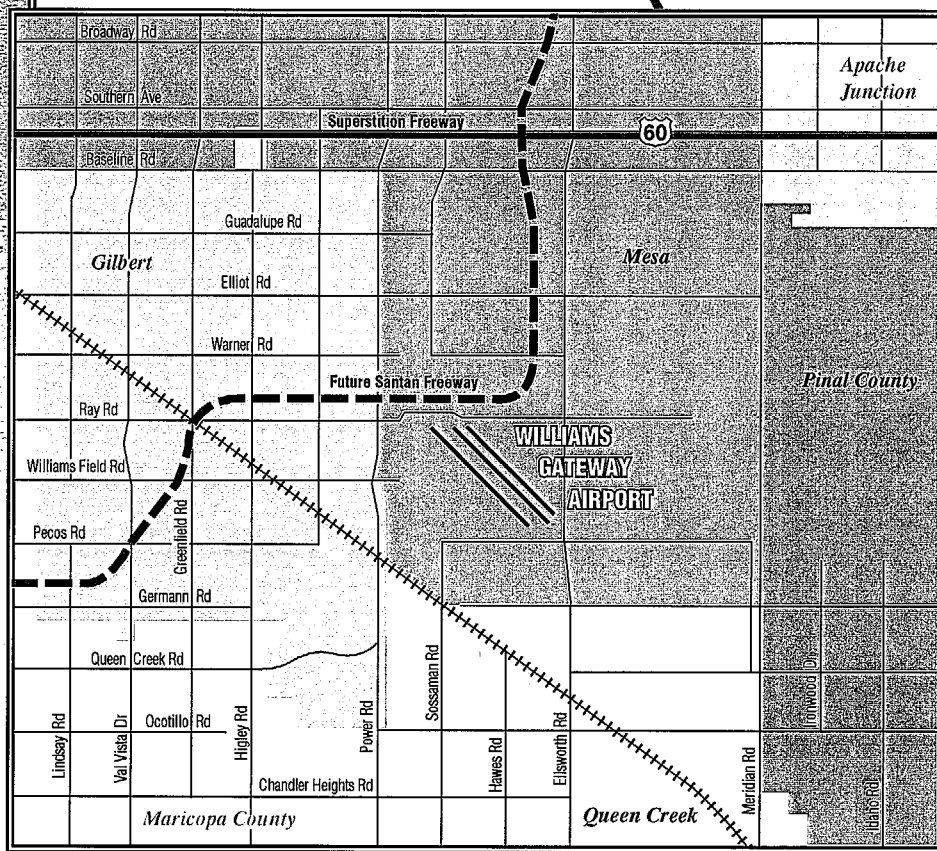 Broadway Rd
Apache
Junction
Southern Ave
Superstition Freeway
60
Baseline Rd
Guadalupe Rd
Gilbert
Mesa
Elliot Rd
Warner Rd
Future Santan Freeway
Pinal County
Ray Rd
WILLIAMS
GATEWAY
AIRPORT
Williams Field Rd
Greenfield Rd
Pecos Rd
Germann Rd
Queen Creek Rd
Sossaman Rd
Ironwood Dr
Lindsay Rd
Val Vista Dr
Ocotillo Rd
Higley Rd
Power Rd
Hawes Rd
Ellsworth Rd
Meridian Rd
Idaho Rd
Chandler Heights Rd
Maricopa County
Queen Creek